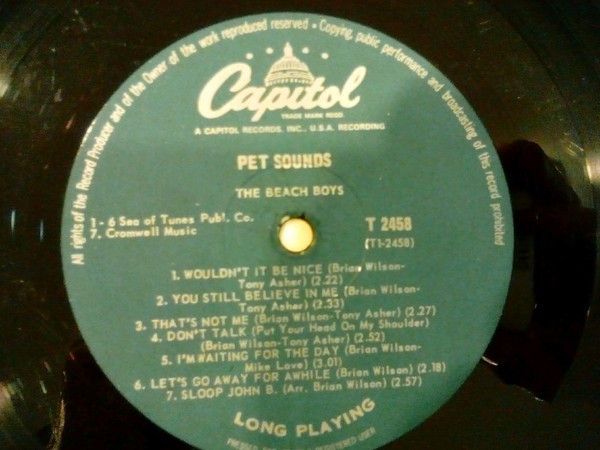 All rights of the Record Producer and of the Owner of the work reproduced reserved • Copying, public performance and broadcasting of this record prohibited
Capitol
TRADE MARK REGD.
A CAPITOL RECORDS, INC., U.S.A. RECORDING
PET SOUNDS
THE BEACH BOYS
1 - 6 Sea of Tunes Publ. Co.
7. Cromwell Music
T 2458
(T1-2458)
1. WOULDN'T IT BE NICE (Brian Wilson-
Tony Asher) (2.22)
2. YOU STILL BELIEVE IN ME (Brian Wilson-
Tony Asher) (2.33)
3. THAT'S NOT ME (Brian Wilson-Tony Asher) (2.27)
4. DON'T TALK (Put Your Head On My Shoulder)
(Brian Wilson-Tony Asher) (2.52)
5. I'M WAITING FOR THE DAY (Brian Wilson-
Mike Love) (3.01)
6. LET'S GO AWAY FOR AWHILE (Brian Wilson) (2.18)
7. SLOOP JOHN B. (Arr. Brian Wilson) (2.57)
LONG PLAYING